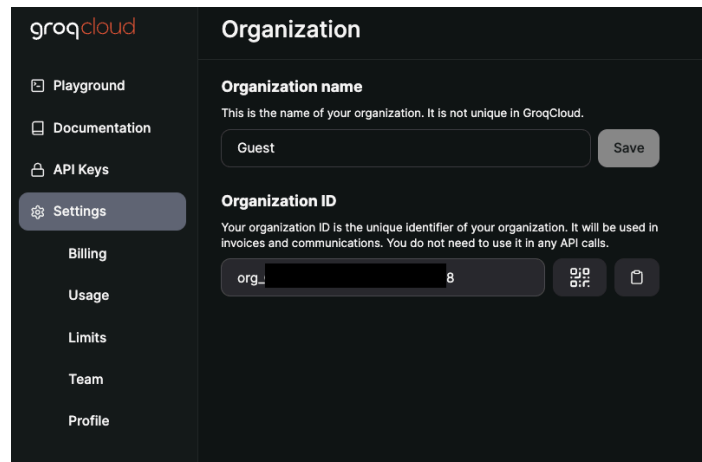 groqcloud
Organization
Playground
Documentation
API Keys
Settings
Billing
Usage
Limits
Team
Profile
Organization name
This is the name of your organization. It is not unique in GroqCloud.
Guest
Save
Organization ID
Your organization ID is the unique identifier of your organization. It will be used in
invoices and communications. You do not need to use it in any API calls.
org_ 8